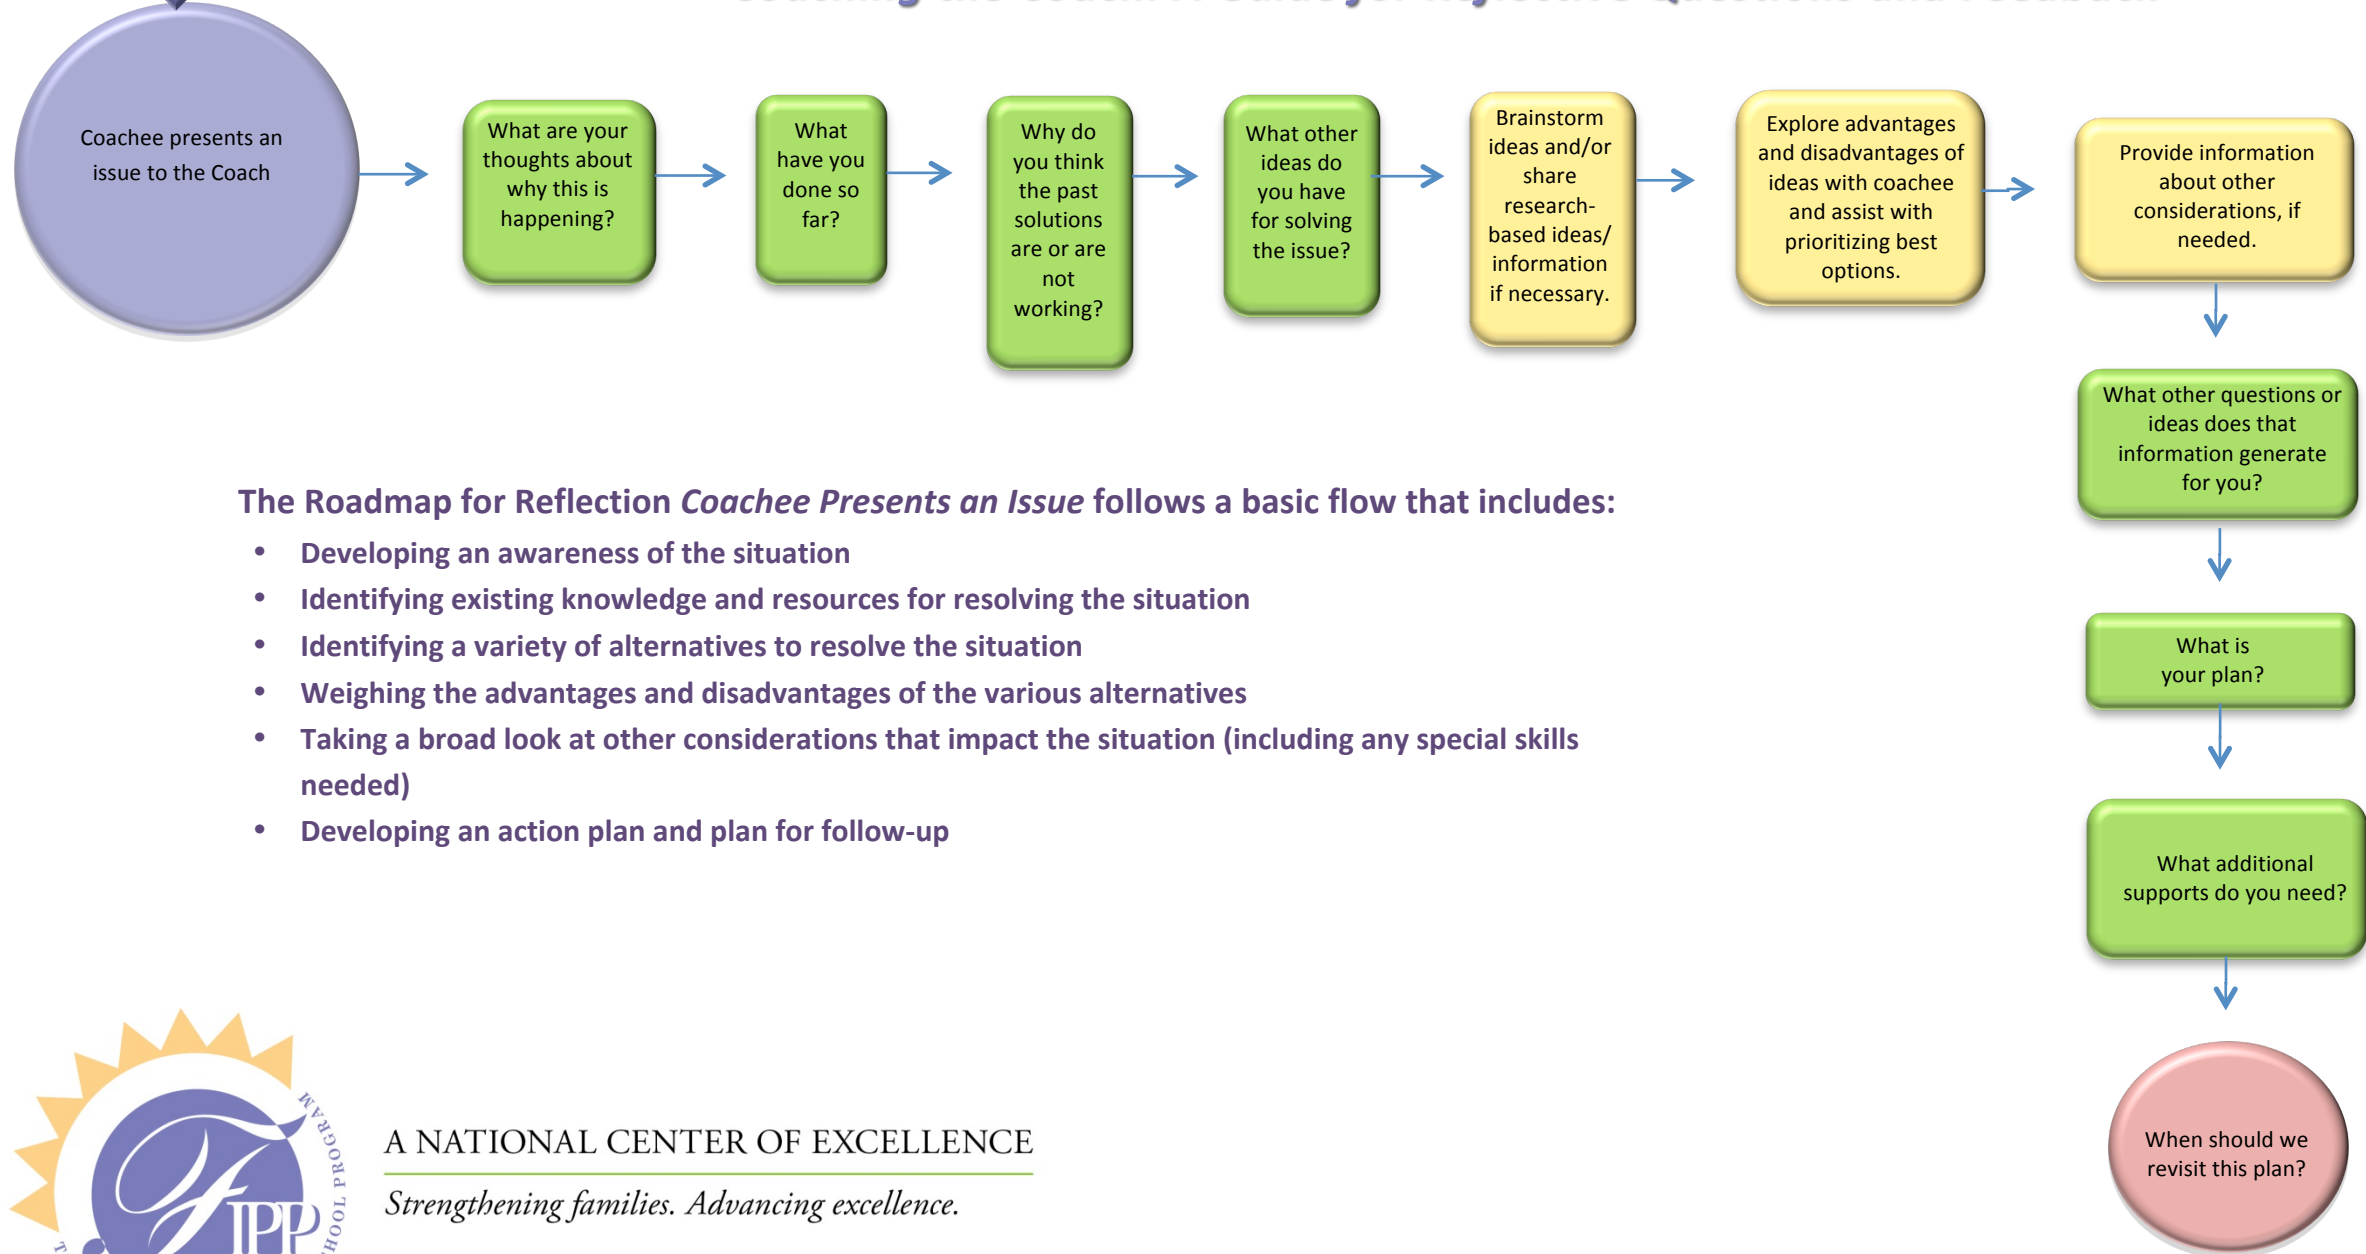 Coachee presents an
issue to the Coach
What are your
thoughts about
why this is
happening?
What
have you
done so
far?
Why do
you think
the past
solutions
are or are
not
working?
What other
ideas do
you have
for solving
the issue?
Brainstorm
ideas and/or
share
research-
based ideas/
information
if necessary.
Explore advantages
and disadvantages of
ideas with coachee
and assist with
prioritizing best
options.
Provide information
about other
considerations, if
needed.
What other questions or
ideas does that
information generate
for you?
What is
your plan?
What additional
supports do you need?
When should we
revisit this plan?
The Roadmap for Reflection Coachee Presents an Issue follows a basic flow that includes:
• Developing an awareness of the situation
• Identifying existing knowledge and resources for resolving the situation
• Identifying a variety of alternatives to resolve the situation
• Weighing the advantages and disadvantages of the various alternatives
• Taking a broad look at other considerations that impact the situation (including any special skills
needed)
• Developing an action plan and plan for follow-up
PROGRAM
FIPP
A NATIONAL CENTER OF EXCELLENCE
Strengthening families. Advancing excellence.